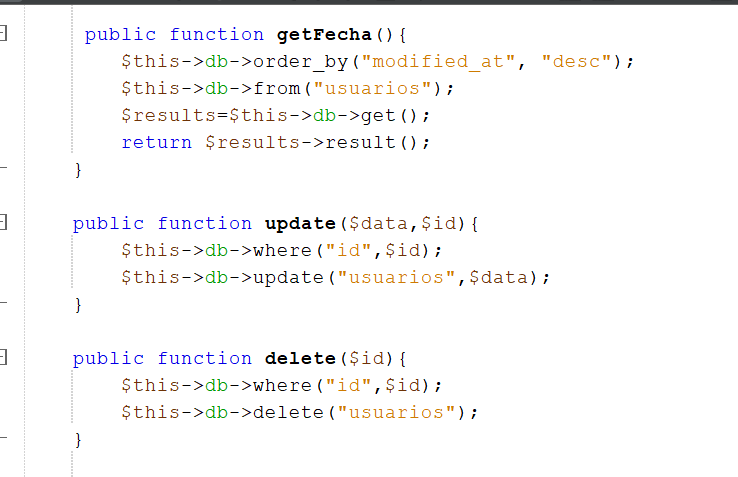 public function getFecha(){
$this->db->order_by("modified_at", "desc");
$this->db->from("usuarios");
$results=$this->db->get();
return $results->result();
}
public function update($data,$id){
$this->db->where("id",$id);
$this->db->update("usuarios",$data);
}
public function delete($id){
$this->db->where("id",$id);
$this->db->delete("usuarios");
}